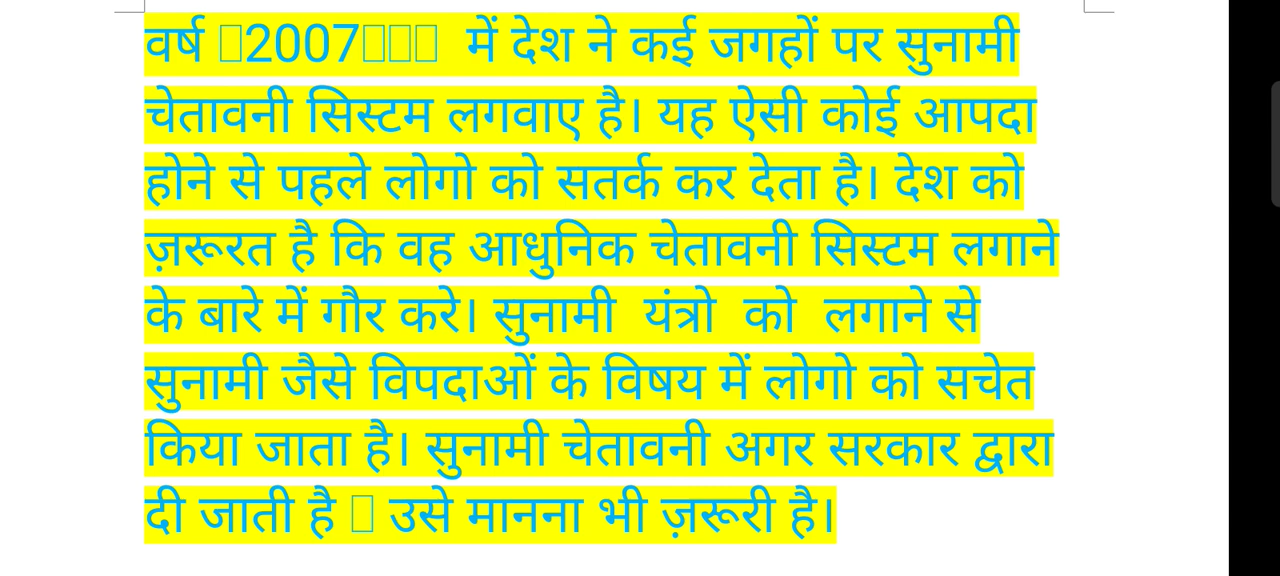 वर्ष 2007 में देश ने कई जगहों पर सुनामी
चेतावनी सिस्टम लगवाए है। यह ऐसी कोई आपदा
होने से पहले लोगो को सतर्क कर देता है। देश को
ज़रूरत है कि वह आधुनिक चेतावनी सिस्टम लगाने
के बारे में गौर करे। सुनामी यंत्रो को लगाने से
सुनामी जैसे विपदाओं के विषय में लोगो को सचेत
किया जाता है। सुनामी चेतावनी अगर सरकार द्वारा
दी जाती है उसे मानना भी ज़रूरी है।